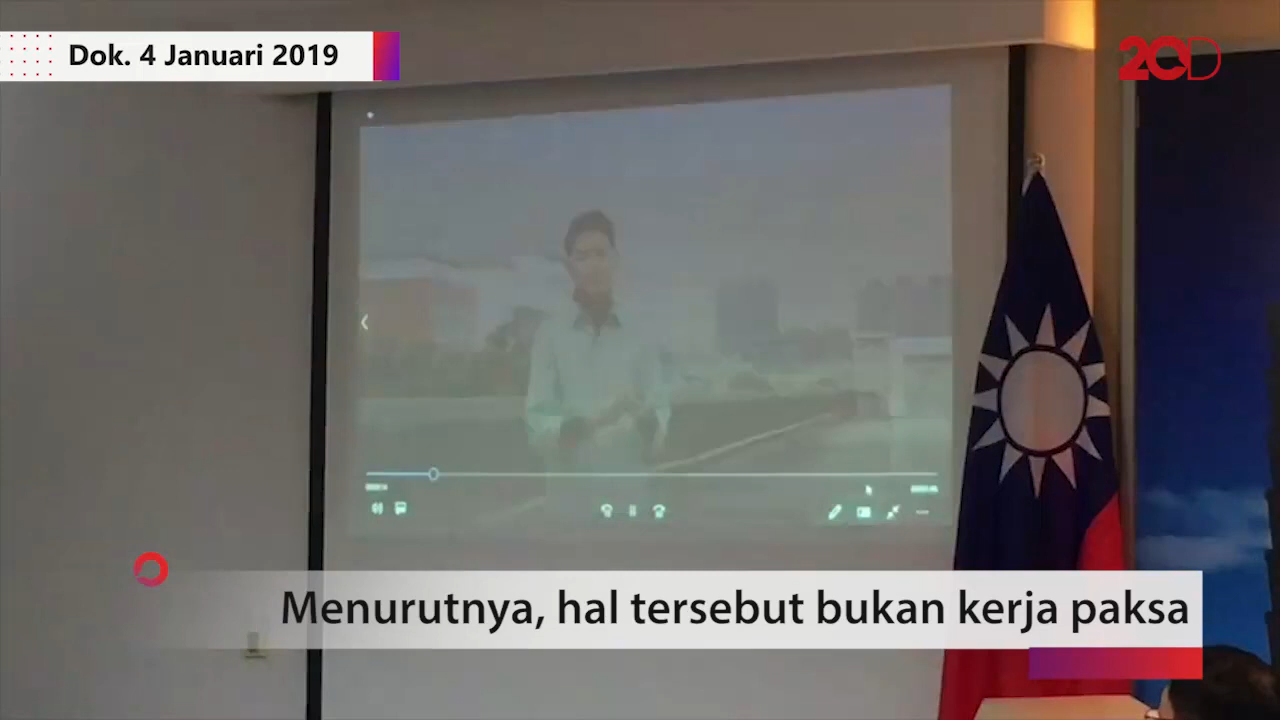 Dok. 4 Januari 2019
20D
Menurutnya, hal tersebut bukan kerja paksa